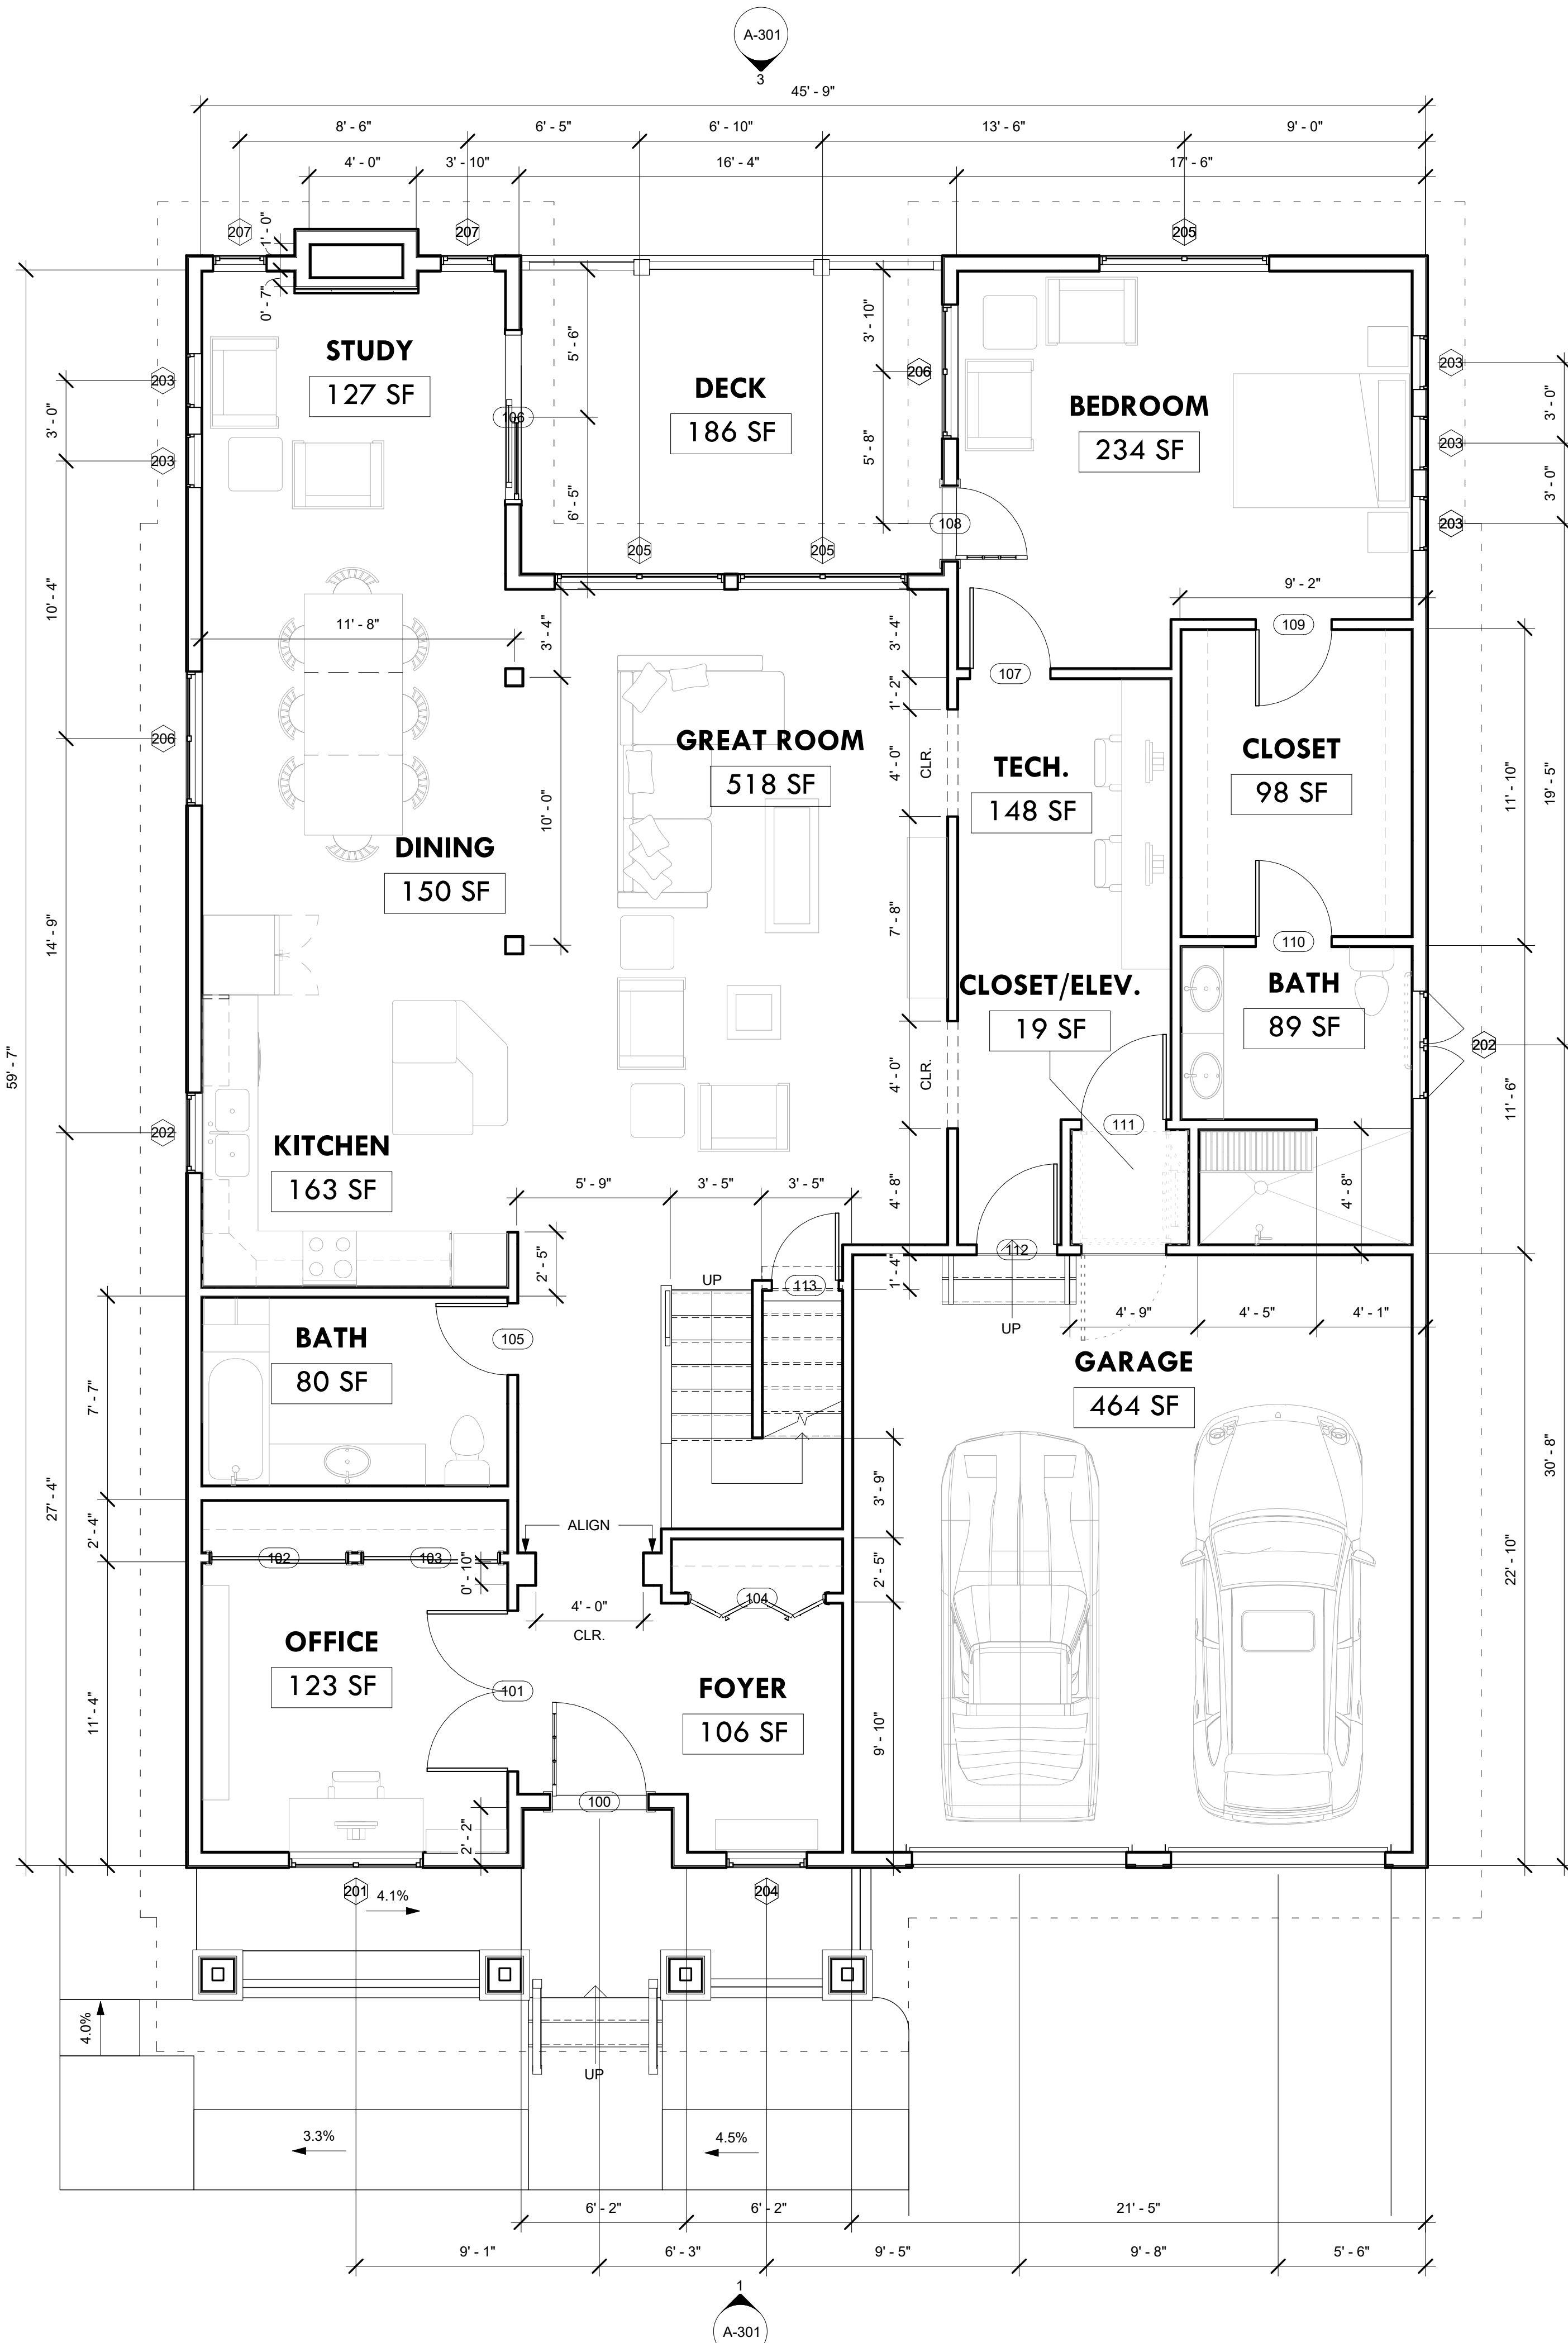 A-301
3
45' - 9"
8' - 6"
6' - 5"
6' - 10"
13' - 6"
9' - 0"
4' - 0"
3' - 10"
16' - 4"
17' - 6"
207
1' - 0"
207
205
0' - 7"
STUDY
127 SF
DECK
186 SF
BEDROOM
234 SF
3' - 10"
5' - 6"
206
203
203
3' - 0"
3' - 0"
106
203
203
5' - 8"
6' - 5"
3' - 0"
108
203
205
205
10' - 4"
9' - 2"
11' - 8"
3' - 4"
3' - 4"
109
107
1' - 2"
206
GREAT ROOM
518 SF
4' - 0"
CLR.
TECH.
148 SF
CLOSET
98 SF
11' - 10"
19' - 5"
10' - 0"
DINING
150 SF
7' - 8"
14' - 9"
110
CLOSET/ELEV.
19 SF
BATH
89 SF
202
59' - 7"
4' - 0"
CLR.
11' - 6"
202
111
KITCHEN
163 SF
5' - 9"
3' - 5"
3' - 5"
4' - 8"
4' - 8"
2' - 5"
112
UP
113
1' - 4"
4' - 9"
4' - 5"
4' - 1"
UP
BATH
80 SF
105
GARAGE
464 SF
7' - 7"
30' - 8"
27' - 4"
3' - 9"
2' - 4"
ALIGN
102
103
0' - 10"
2' - 5"
22' - 10"
104
4' - 0"
CLR.
OFFICE
123 SF
101
FOYER
106 SF
11' - 4"
9' - 10"
100
2' - 2"
201
4.1%
204
4.0%
UP
3.3%
4.5%
6' - 2"
6' - 2"
21' - 5"
9' - 1"
6' - 3"
9' - 5"
9' - 8"
5' - 6"
1
A-301